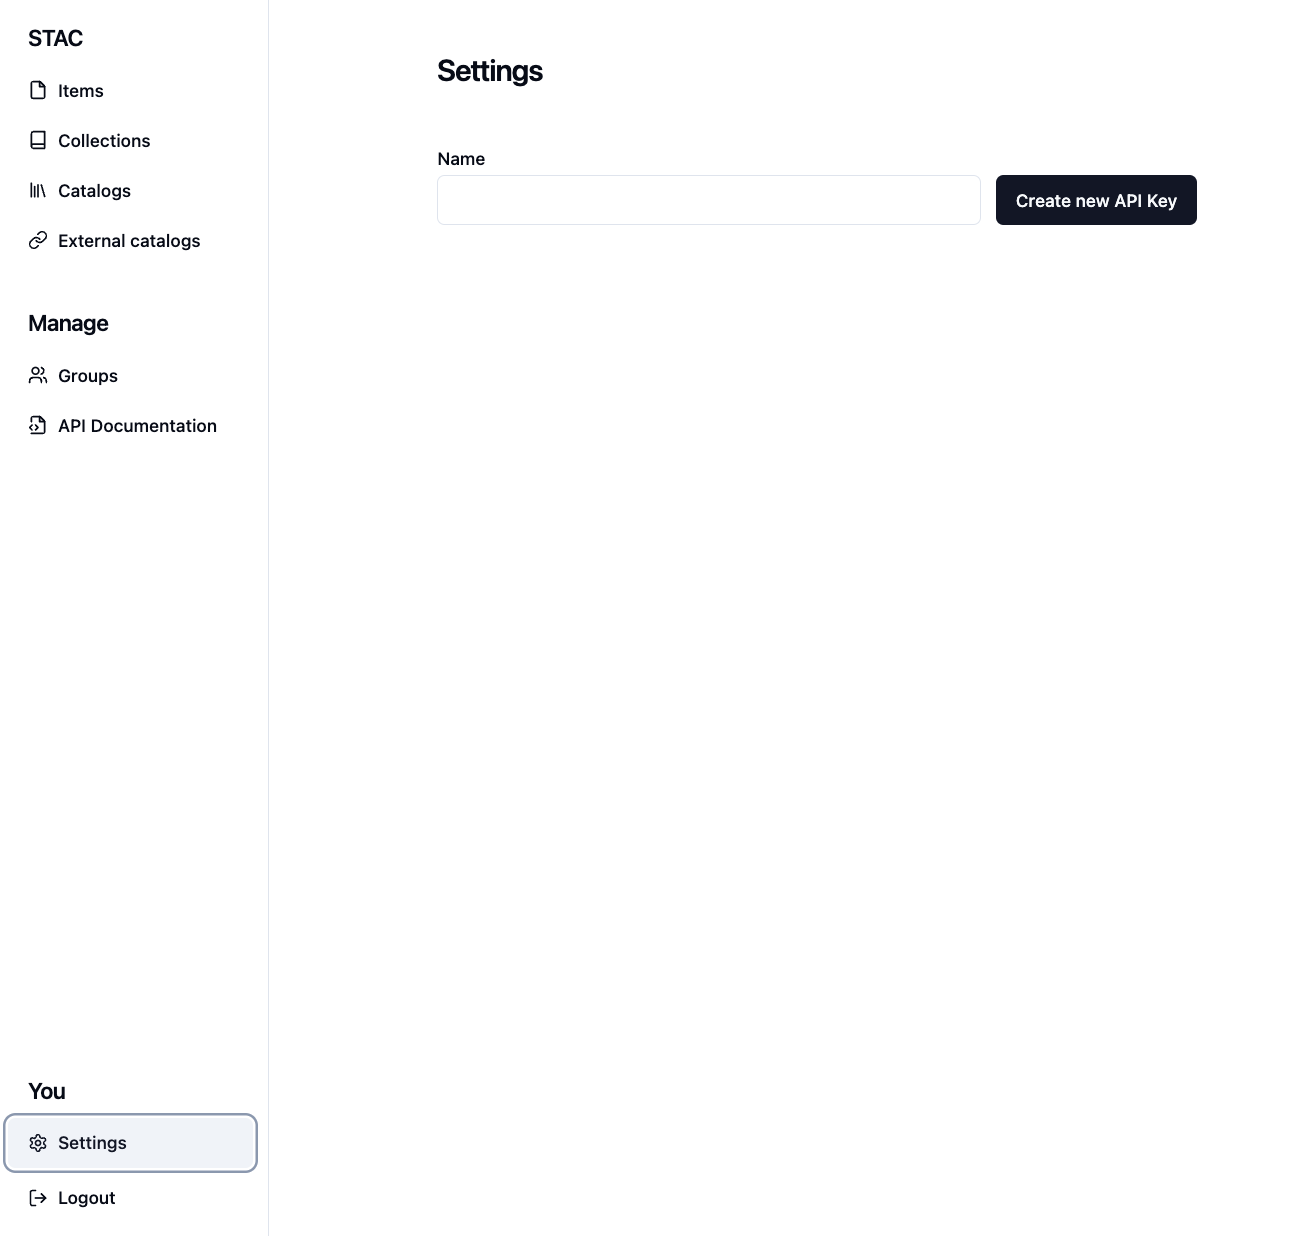 STAC
Items
Collections
Catalogs
External catalogs
Manage
Groups
API Documentation
You
Settings
Logout
Settings
Name
Create new API Key